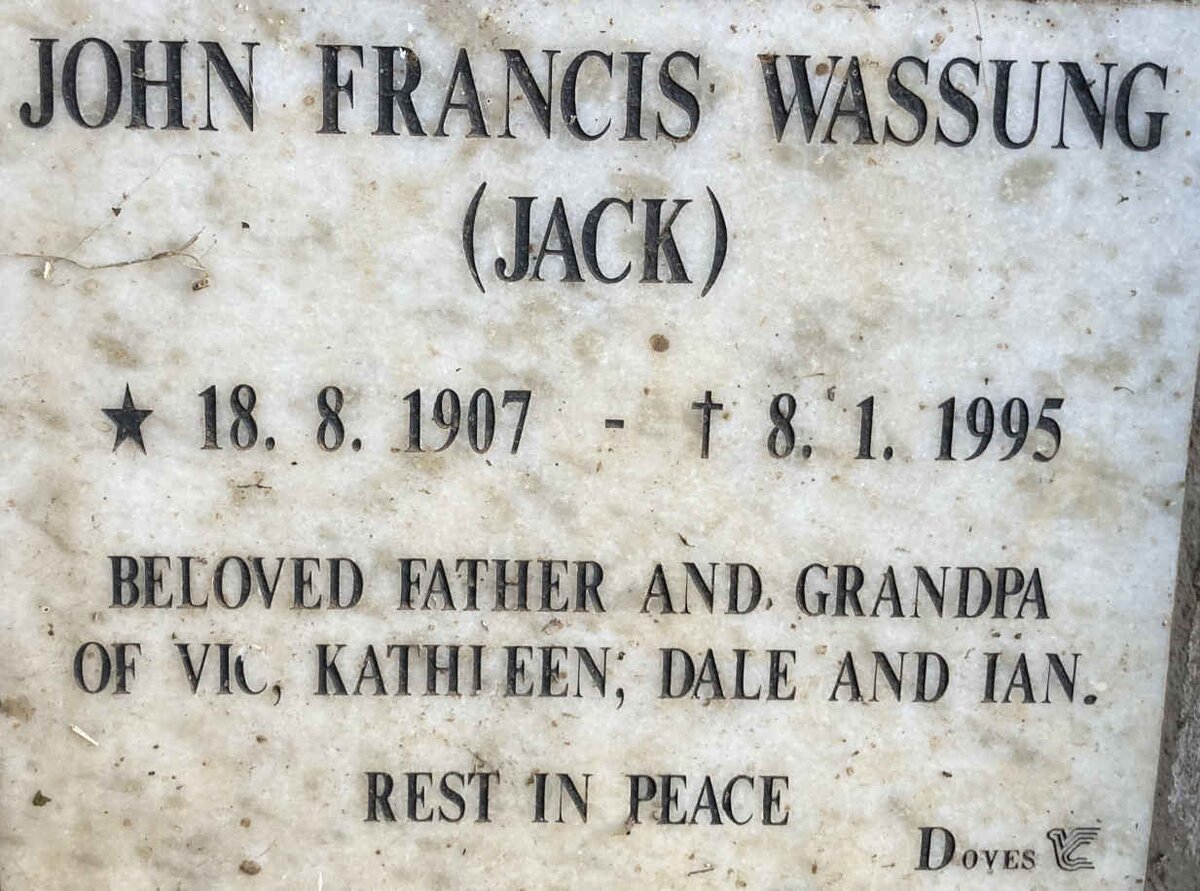 JOHN FRANCIS WASSUNG
(JACK)
★ 18. 8. 1907 - † 8. 1. 1995
BELOVED FATHER AND GRANDPA
OF VIC, KATHLEEN, DALE AND IAN.
REST IN PEACE
DOVES